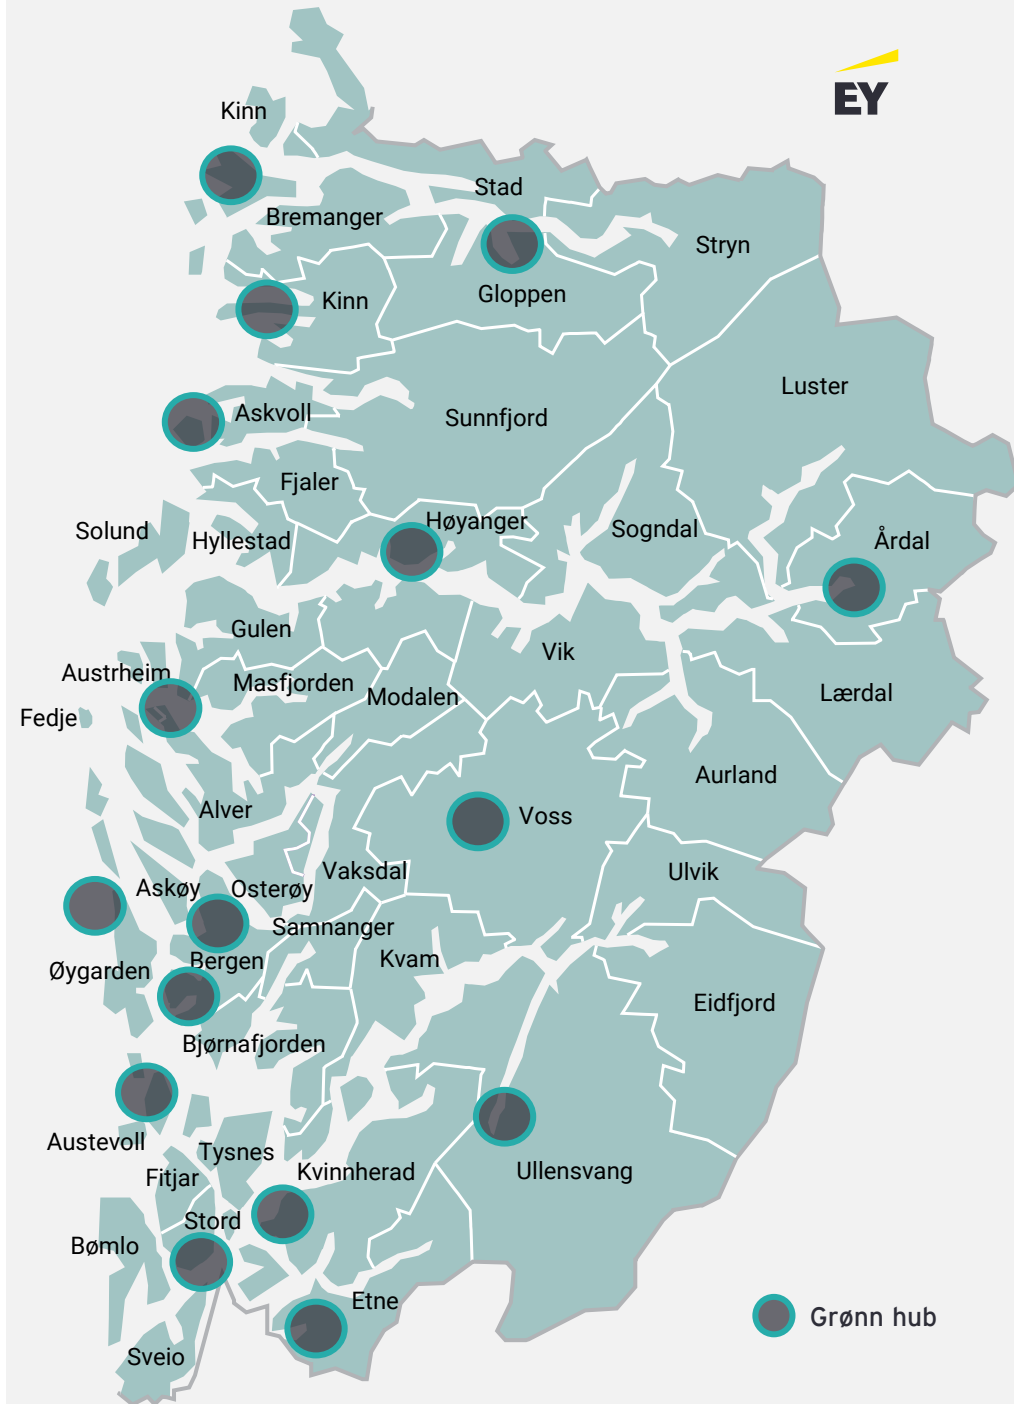 Kinn
EY
Stad
Bremanger
Stryn
Gloppen
Kinn
Luster
Askvoll
Sunnfjord
Fjaler
Høyanger
Solund
Hyllestad
Sogndal
Årdal
Gulen
Vik
Austrheim
Masfjorden
Modalen
Lærdal
Fedje
Aurland
Alver
Voss
Vaksdal
Ulvik
Askøy
Osterøy
Samnanger
Kvam
Bergen
Øygarden
Eidfjord
Bjørnafjorden
Austevoll
Tysnes
Fitjar
Kvinnherad
Ullensvang
Stord
Bømlo
Etne
Grønn hub
Sveio